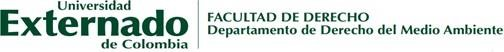 Universidad
Externado
de Colombia
FACULTAD DE DERECHO
Departamento de Derecho del Medio Ambiente